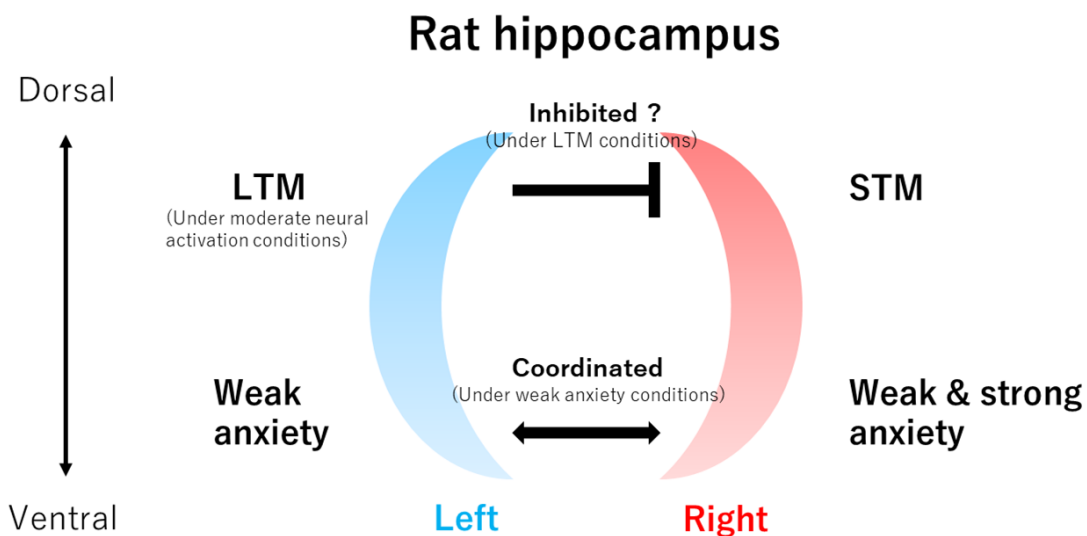 Rat hippocampus
Dorsal
Inhibited ?
(Under LTM conditions)
LTM
(Under moderate neural
activation conditions)
STM
Coordinated
(Under weak anxiety conditions)
Weak
anxiety
Weak & strong
anxiety
Ventral
Left
Right